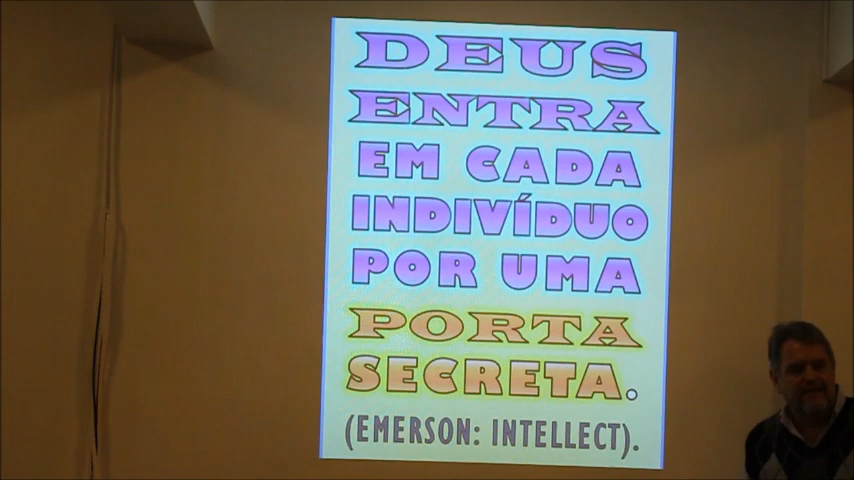 DEUS
ENTRA
EM CADA
INDIVÍDUO
POR UMA
PORTA
SECRETA.
(EMERSON: INTELLECT).